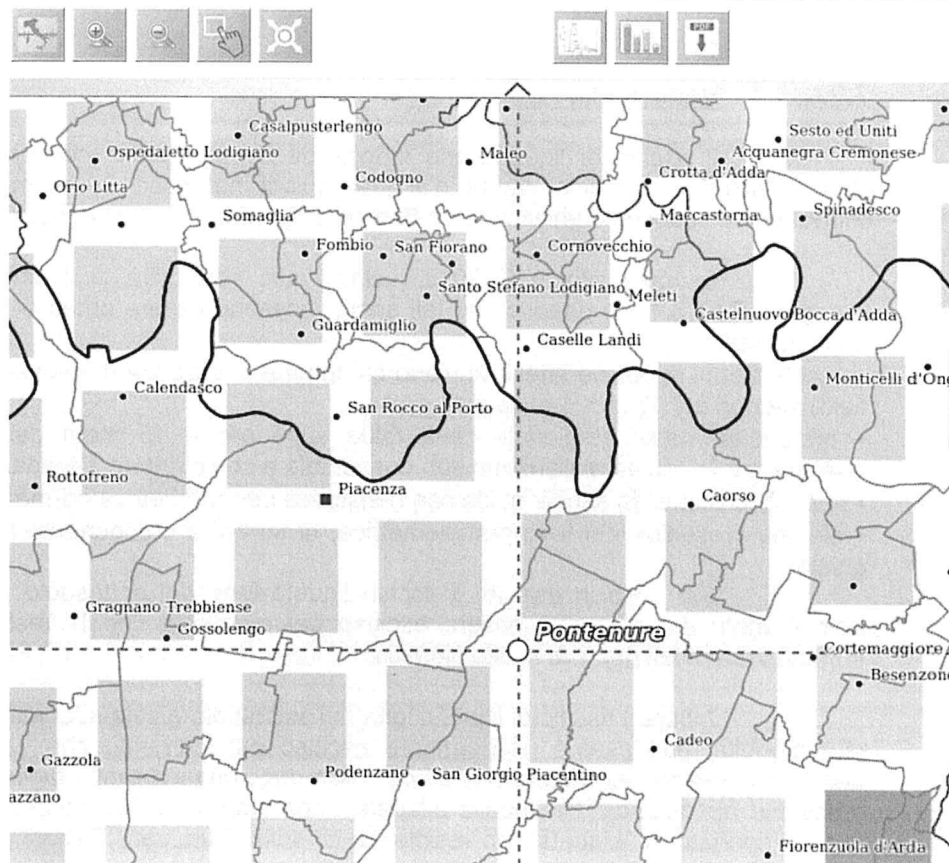 PDF
Casalpusterlengo
Sesto ed Uniti
Ospedaletto Lodigiano
Maleo
Acquanegra Cremonese
Codogno
Crotta d'Adda
Orio Litta
Somaglia
Maccastorna
Spinadesco
Fombio
San Fiorano
Cornovecchio
Santo Stefano Lodigiano
Meleti
Guardamiglio
Castelnuovo Bocca d'Adda
Caselle Landi
Calendasco
Monticelli d'Ong
San Rocco al Porto
Rottofreno
Piacenza
Caorso
Gragnano Trebbiense
Gossolengo
Pontenure
Cortemaggiore
Besenzone
Cadeo
Gazzola
Podenzano
San Giorgio Piacentino
azzano
Fiorenzuola d'Arda